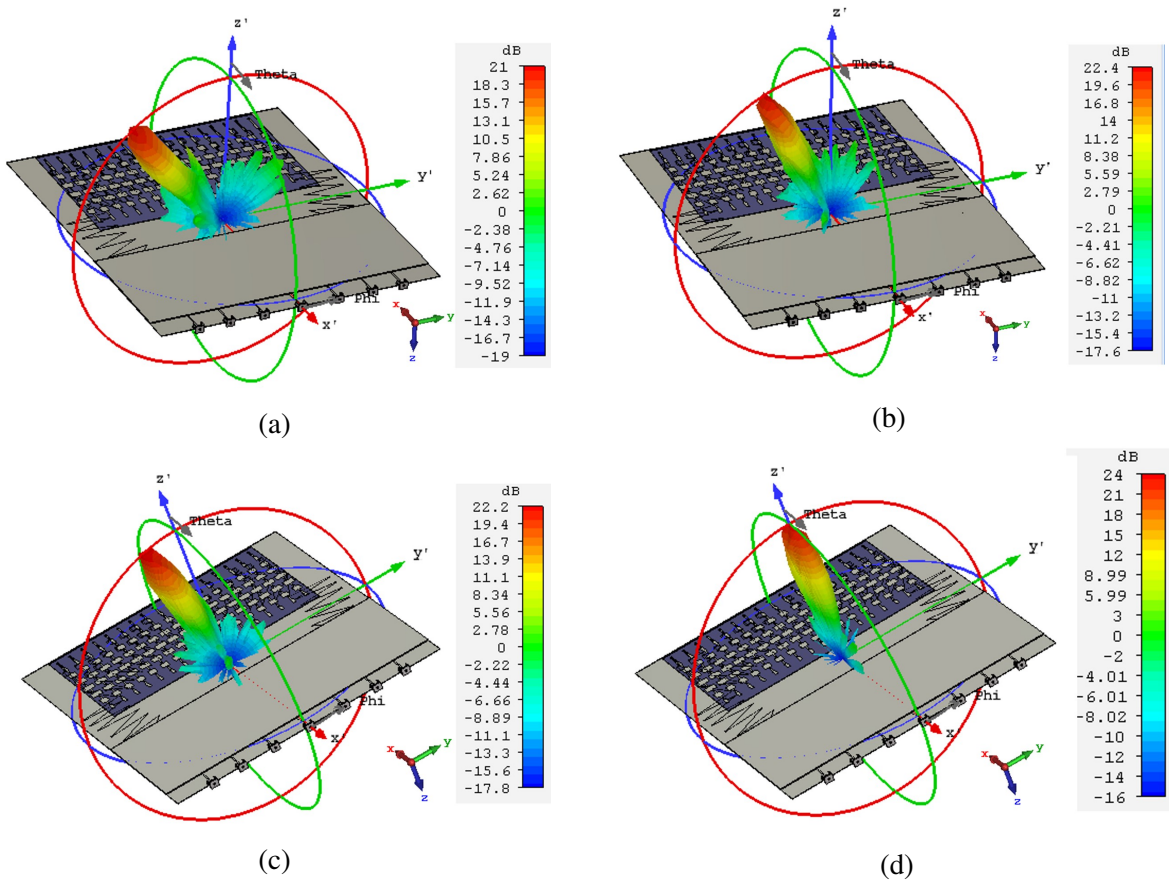 z'
Theta
y'
Phi
x'
x
y
z
dB
21
18.3
15.7
13.1
10.5
7.86
5.24
2.62
0
-2.38
-4.76
-7.14
-9.52
-11.9
-14.3
-16.7
-19
(a)
z'
Theta
y'
Phi
x'
x
y
z
dB
22.4
19.6
16.8
14
11.2
8.38
5.59
2.79
0
-2.21
-4.41
-6.62
-8.82
-11
-13.2
-15.4
-17.6
(b)
z'
Theta
y'
Phi
x'
x
y
z
dB
22.2
19.4
16.7
13.9
11.1
8.34
5.56
2.78
0
-2.22
-4.44
-6.66
-8.89
-11.1
-13.3
-15.6
-17.8
(c)
z'
Theta
y'
Phi
x'
x
y
z
dB
24
21
18
15
12
8.99
5.99
3
0
-2
-4.01
-6.01
-8.02
-10
-12
-14
-16
(d)